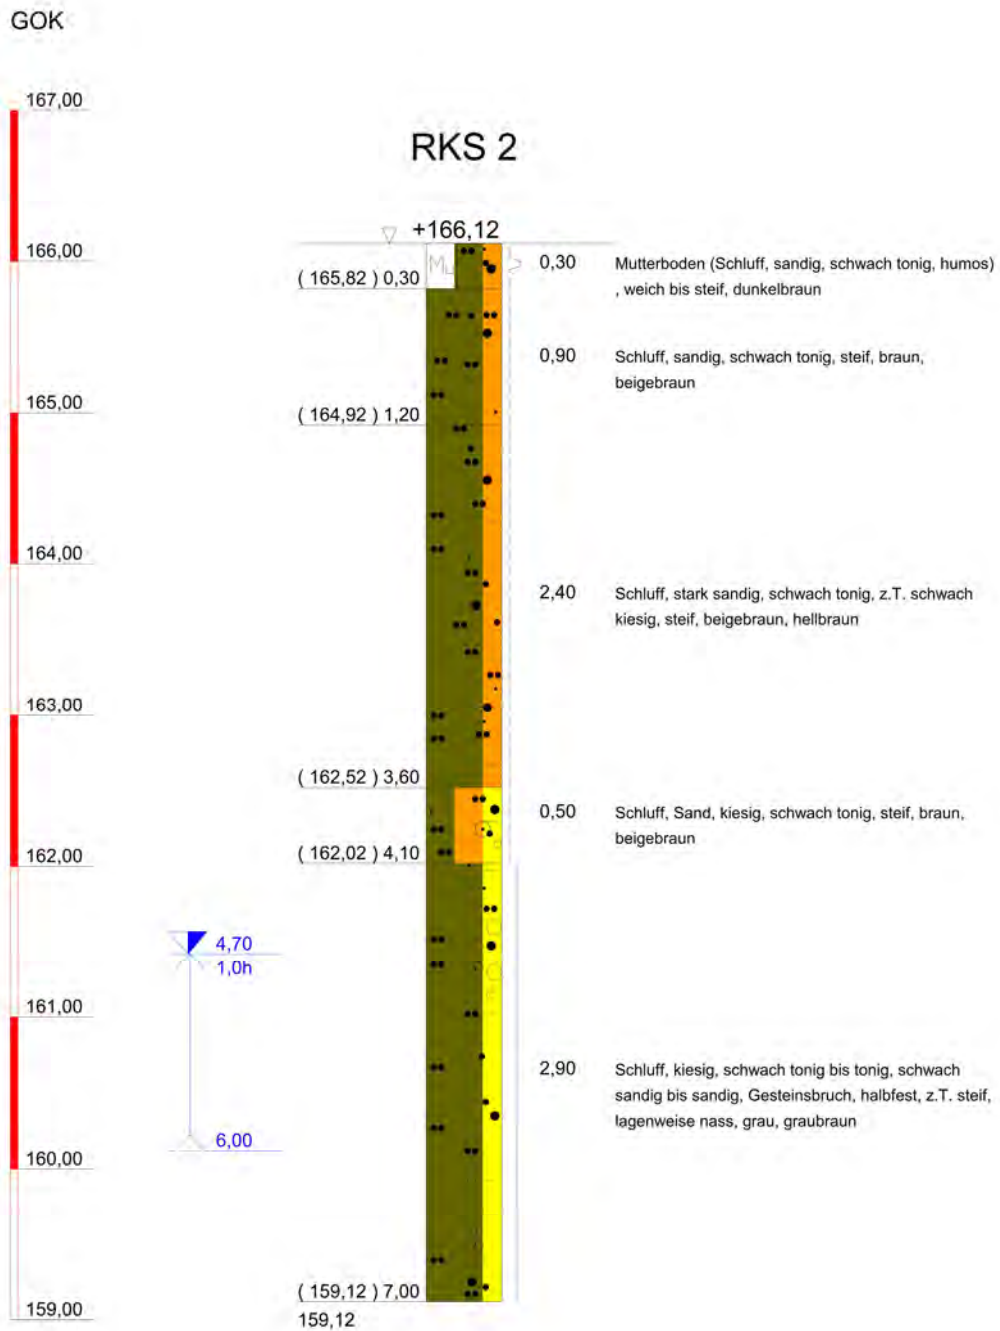 GOK
167,00
RKS 2
+166,12
166,00
Mu
0,30
Mutterboden (Schluff, sandig, schwach tonig, humos)
, weich bis steif, dunkelbraun
( 165,82 ) 0,30
0,90
Schluff, sandig, schwach tonig, steif, braun,
beigebraun
165,00
( 164,92 ) 1,20
164,00
2,40
Schluff, stark sandig, schwach tonig, z.T. schwach
kiesig, steif, beigebraun, hellbraun
163,00
( 162,52 ) 3,60
0,50
Schluff, Sand, kiesig, schwach tonig, steif, braun,
beigebraun
162,00
( 162,02 ) 4,10
4,70
1,0h
161,00
2,90
Schluff, kiesig, schwach tonig bis tonig, schwach
sandig bis sandig, Gesteinsbruch, halbfest, z.T. steif,
lagenweise nass, grau, graubraun
6,00
160,00
( 159,12 ) 7,00
159,00
159,12